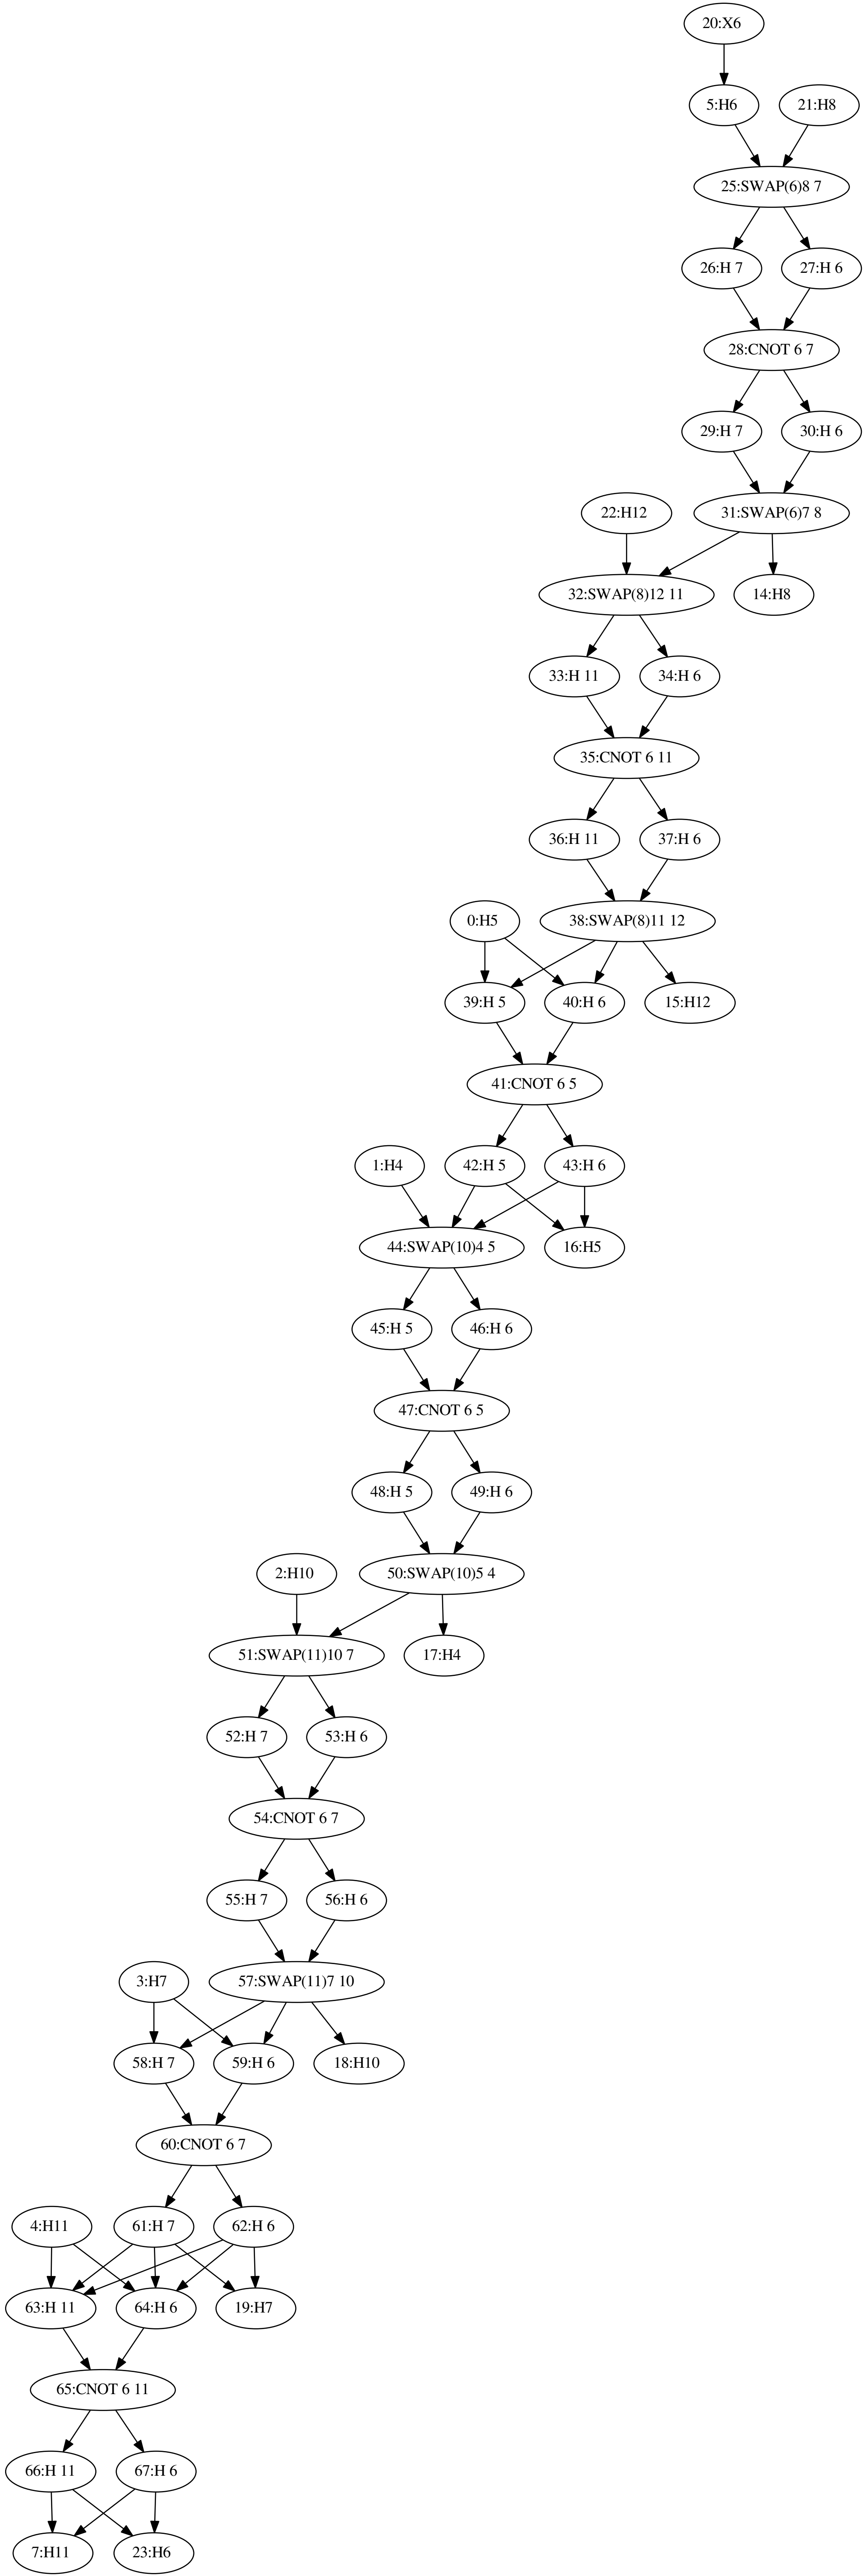 20:X6
5:H6
21:H8
25:SWAP(6)8 7
26:H 7
27:H 6
28:CNOT 6 7
29:H 7
30:H 6
22:H12
31:SWAP(6)7 8
32:SWAP(8)12 11
14:H8
33:H 11
34:H 6
35:CNOT 6 11
36:H 11
37:H 6
0:H5
38:SWAP(8)11 12
39:H 5
40:H 6
15:H12
41:CNOT 6 5
1:H4
42:H 5
43:H 6
44:SWAP(10)4 5
16:H5
45:H 5
46:H 6
47:CNOT 6 5
48:H 5
49:H 6
2:H10
50:SWAP(10)5 4
51:SWAP(11)10 7
17:H4
52:H 7
53:H 6
54:CNOT 6 7
55:H 7
56:H 6
3:H7
57:SWAP(11)7 10
58:H 7
59:H 6
18:H10
60:CNOT 6 7
4:H11
61:H 7
62:H 6
63:H 11
64:H 6
19:H7
65:CNOT 6 11
66:H 11
67:H 6
7:H11
23:H6